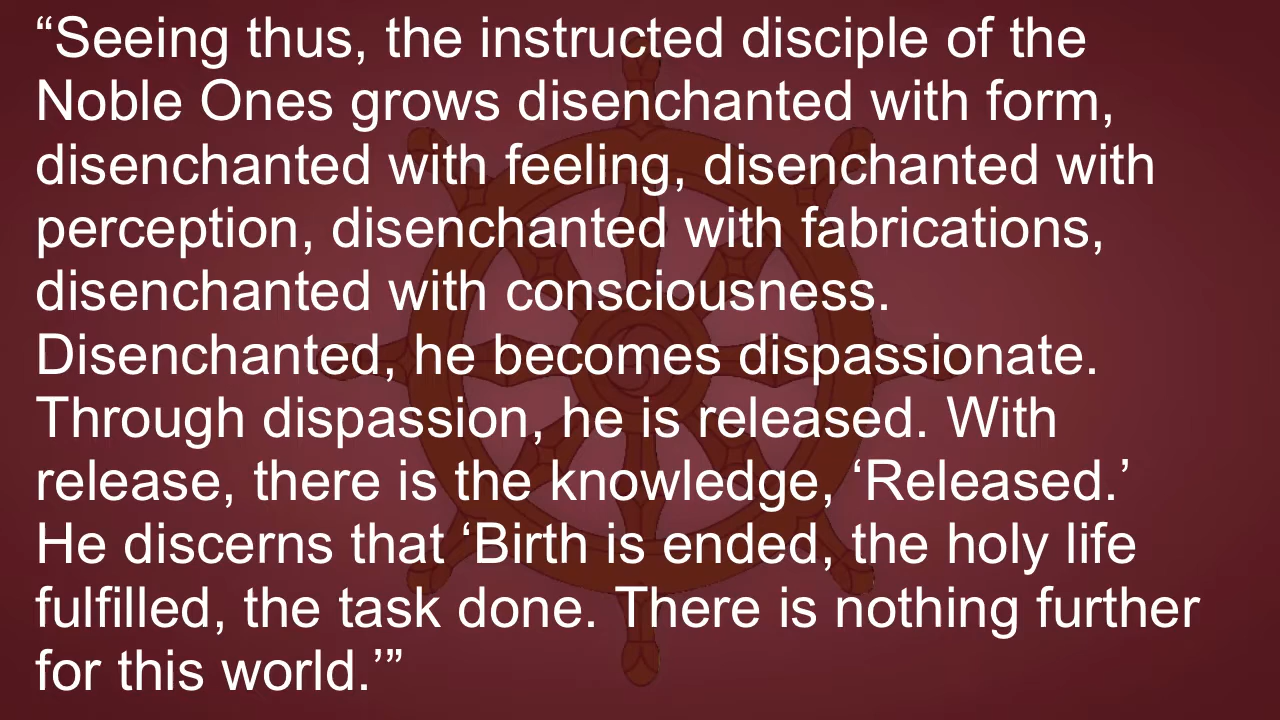 “Seeing thus, the instructed disciple of the
Noble Ones grows disenchanted with form,
disenchanted with feeling, disenchanted with
perception, disenchanted with fabrications,
disenchanted with consciousness.
Disenchanted, he becomes dispassionate.
Through dispassion, he is released. With
release, there is the knowledge, ‘Released.’
He discerns that ‘Birth is ended, the holy life
fulfilled, the task done. There is nothing further
for this world.’”